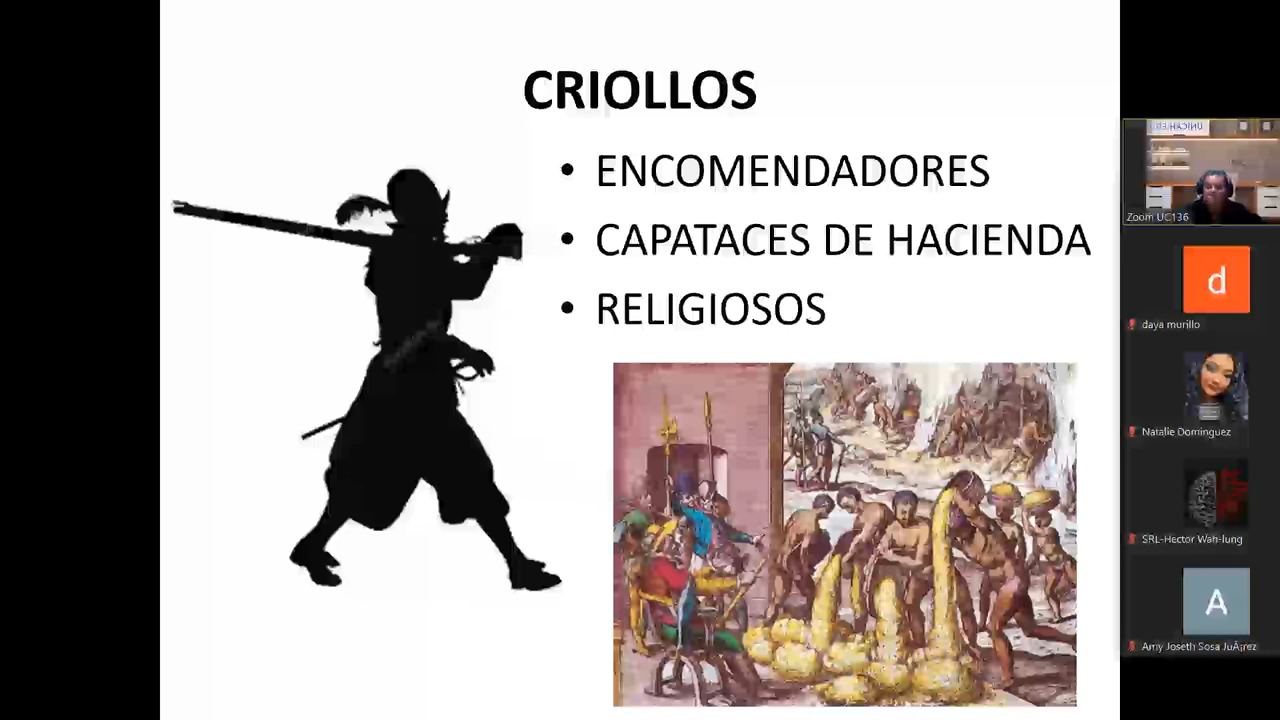 CRIOLLOS
• ENCOMENDADORES
• CAPATACES DE HACIENDA
• RELIGIOSOS
Zoom UC136
d
daya murillo
Natalie Dominguez
SRL-Hector Wah-lung
A
Amy Joseth Sosa JuÃ¡rez